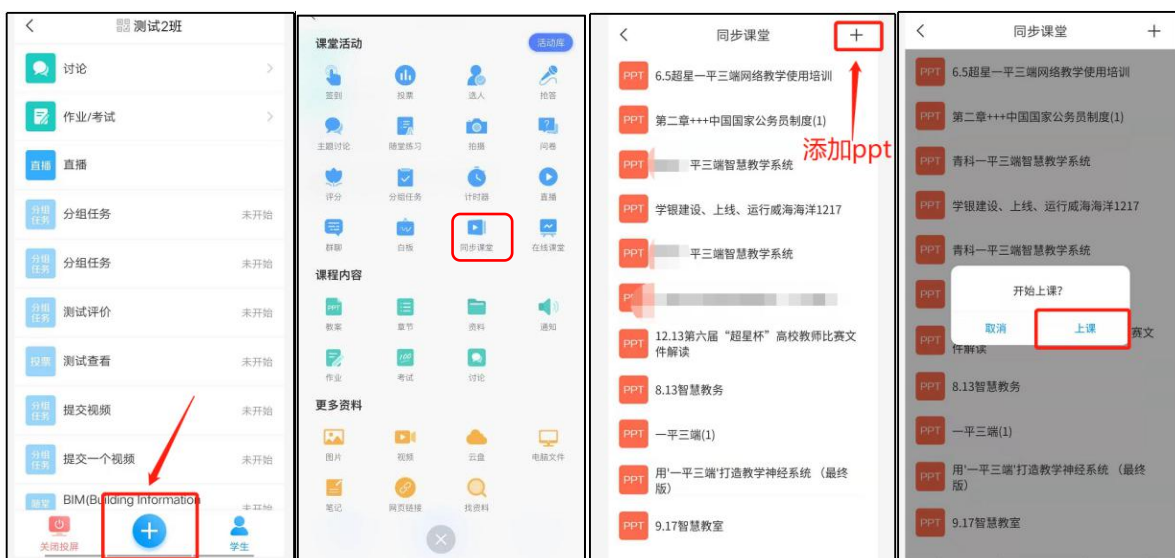 测试2班
讨论
作业/考试
直播
直播
分组
任务
分组任务
未开始
分组
任务
分组任务
未开始
分组
任务
测试评价
未开始
投票
测试查看
未开始
分组
任务
提交视频
未开始
分组
任务
提交一个视频
未开始
随堂
BIM(Building Information
关闭投屏
学生
课堂活动
活动库
签到
投票
选人
抢答
主题讨论
随堂练习
拍摄
问卷
评分
分组任务
计时器
直播
群聊
白板
同步课堂
在线课堂
课程内容
PPT
教案
章节
资料
通知
作业
100
考试
讨论
更多资料
图片
视频
云盘
电脑文件
笔记
网页链接
找资料
同步课堂
PPT
6.5超星一平三端网络教学使用培训
PPT
第二章+++中国国家公务员制度(1)
添加ppt
PPT
平三端智慧教学系统
PPT
学银建设、上线、运行威海海洋1217
PPT
平三端智慧教学系统
PPT
12.13第六届“超星杯”高校教师比赛文
件解读
PPT
8.13智慧教务
PPT
一平三端(1)
PPT
用'一平三端'打造教学神经系统 （最终
版）
PPT
9.17智慧教室
同步课堂
PPT
6.5超星一平三端网络教学使用培训
PPT
第二章+++中国国家公务员制度(1)
PPT
青科一平三端智慧教学系统
PPT
学银建设、上线、运行威海海洋1217
PPT
青科一平三端智慧教学系统
PPT
开始上课?
取消
上课
PPT
赛文
件解读
PPT
8.13智慧教务
PPT
一平三端(1)
PPT
用'一平三端'打造教学神经系统 （最终
版）
PPT
9.17智慧教室